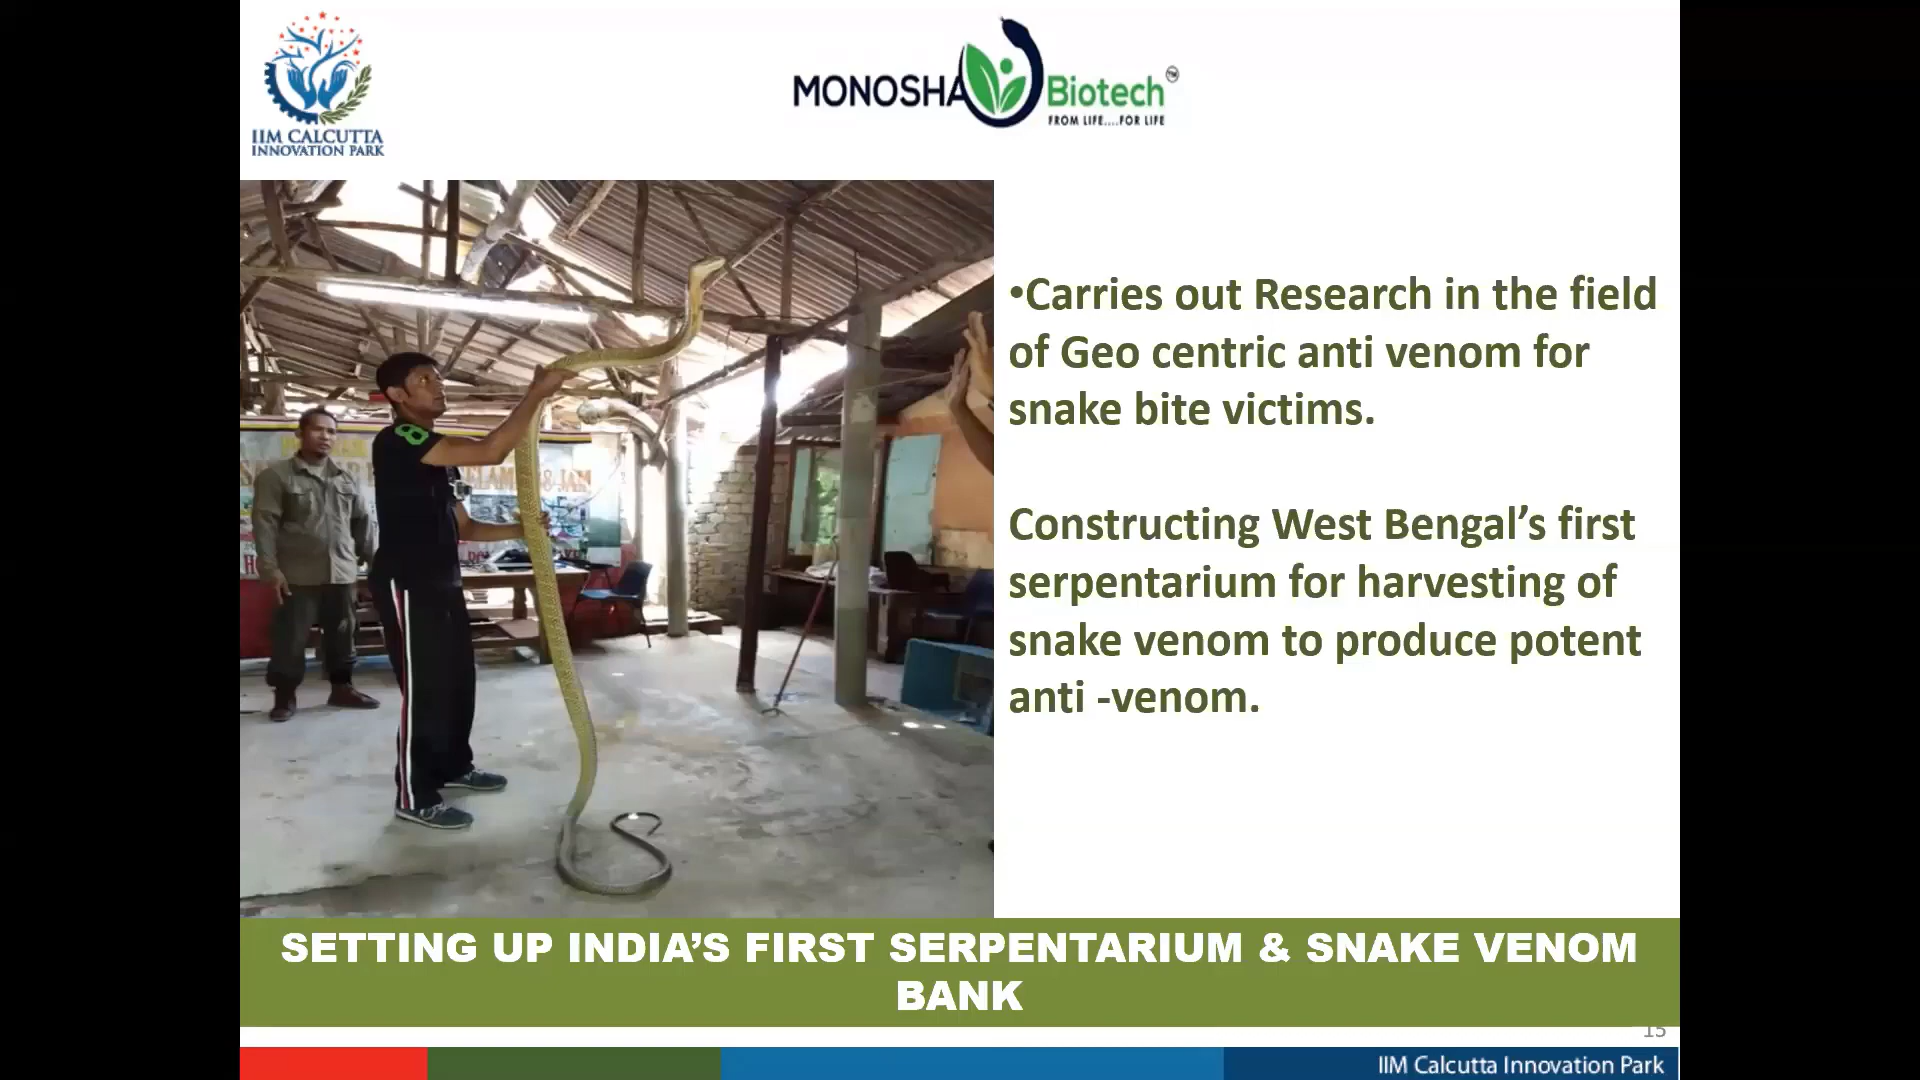 IIM CALCUTTA
INNOVATION PARK
MONOSHA Biotech TM
FROM LIFE....FOR LIFE
•Carries out Research in the field
of Geo centric anti venom for
snake bite victims.
Constructing West Bengal’s first
serpentarium for harvesting of
snake venom to produce potent
anti -venom.
SETTING UP INDIA’S FIRST SERPENTARIUM & SNAKE VENOM
BANK
15
IIM Calcutta Innovation Park